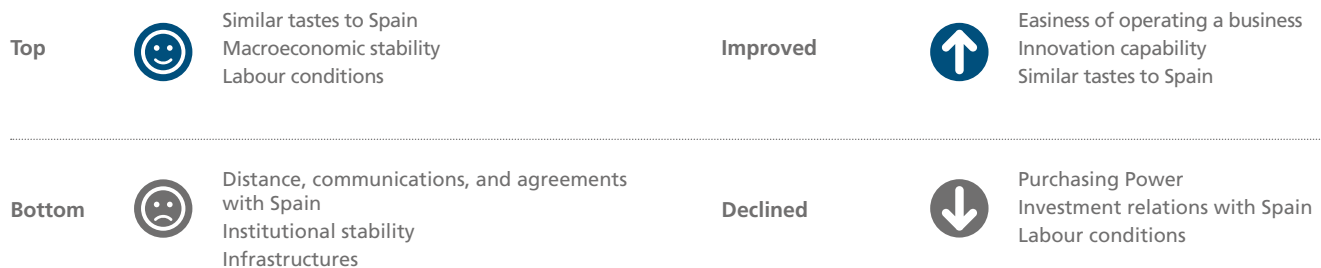 Top
Similar tastes to Spain
Macroeconomic stability
Labour conditions
Improved
Easiness of operating a business
Innovation capability
Similar tastes to Spain
Bottom
Distance, communications, and agreements
with Spain
Institutional stability
Infrastructures
Declined
Purchasing Power
Investment relations with Spain
Labour conditions